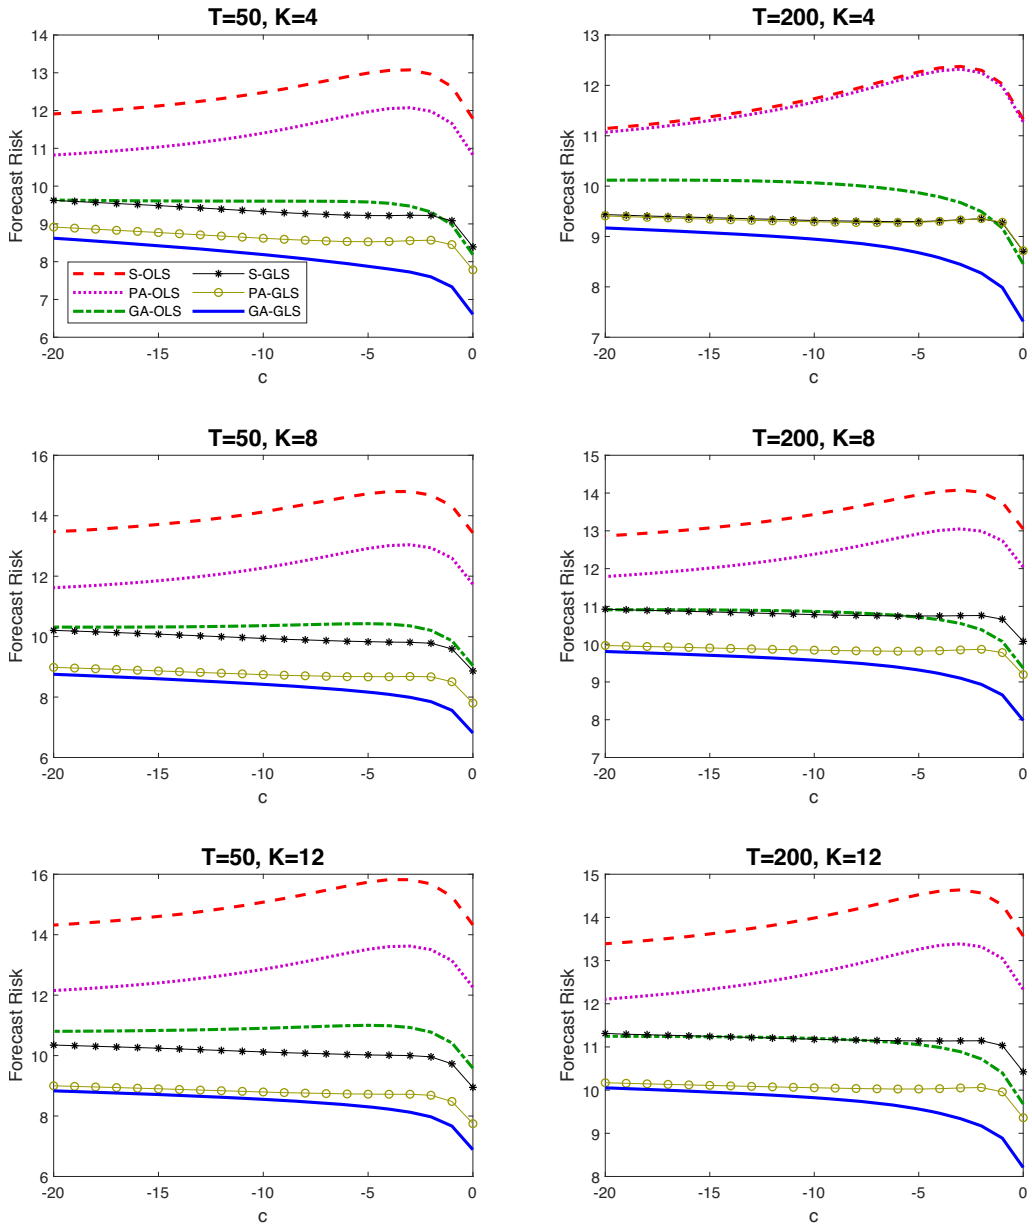 T=50, K=4
14
13
12
11
10
9
8
7
6
Forecast Risk
S-OLS
PA-OLS
GA-OLS
S-GLS
PA-GLS
GA-GLS
-20 -15 -10 -5 0
c
T=200, K=4
13
12
11
10
9
8
7
Forecast Risk
-20 -15 -10 -5 0
c
T=50, K=8
16
14
12
10
8
6
Forecast Risk
-20 -15 -10 -5 0
c
T=200, K=8
15
14
13
12
11
10
9
8
7
Forecast Risk
-20 -15 -10 -5 0
c
T=50, K=12
16
14
12
10
8
6
Forecast Risk
-20 -15 -10 -5 0
c
T=200, K=12
15
14
13
12
11
10
9
8
Forecast Risk
-20 -15 -10 -5 0
c